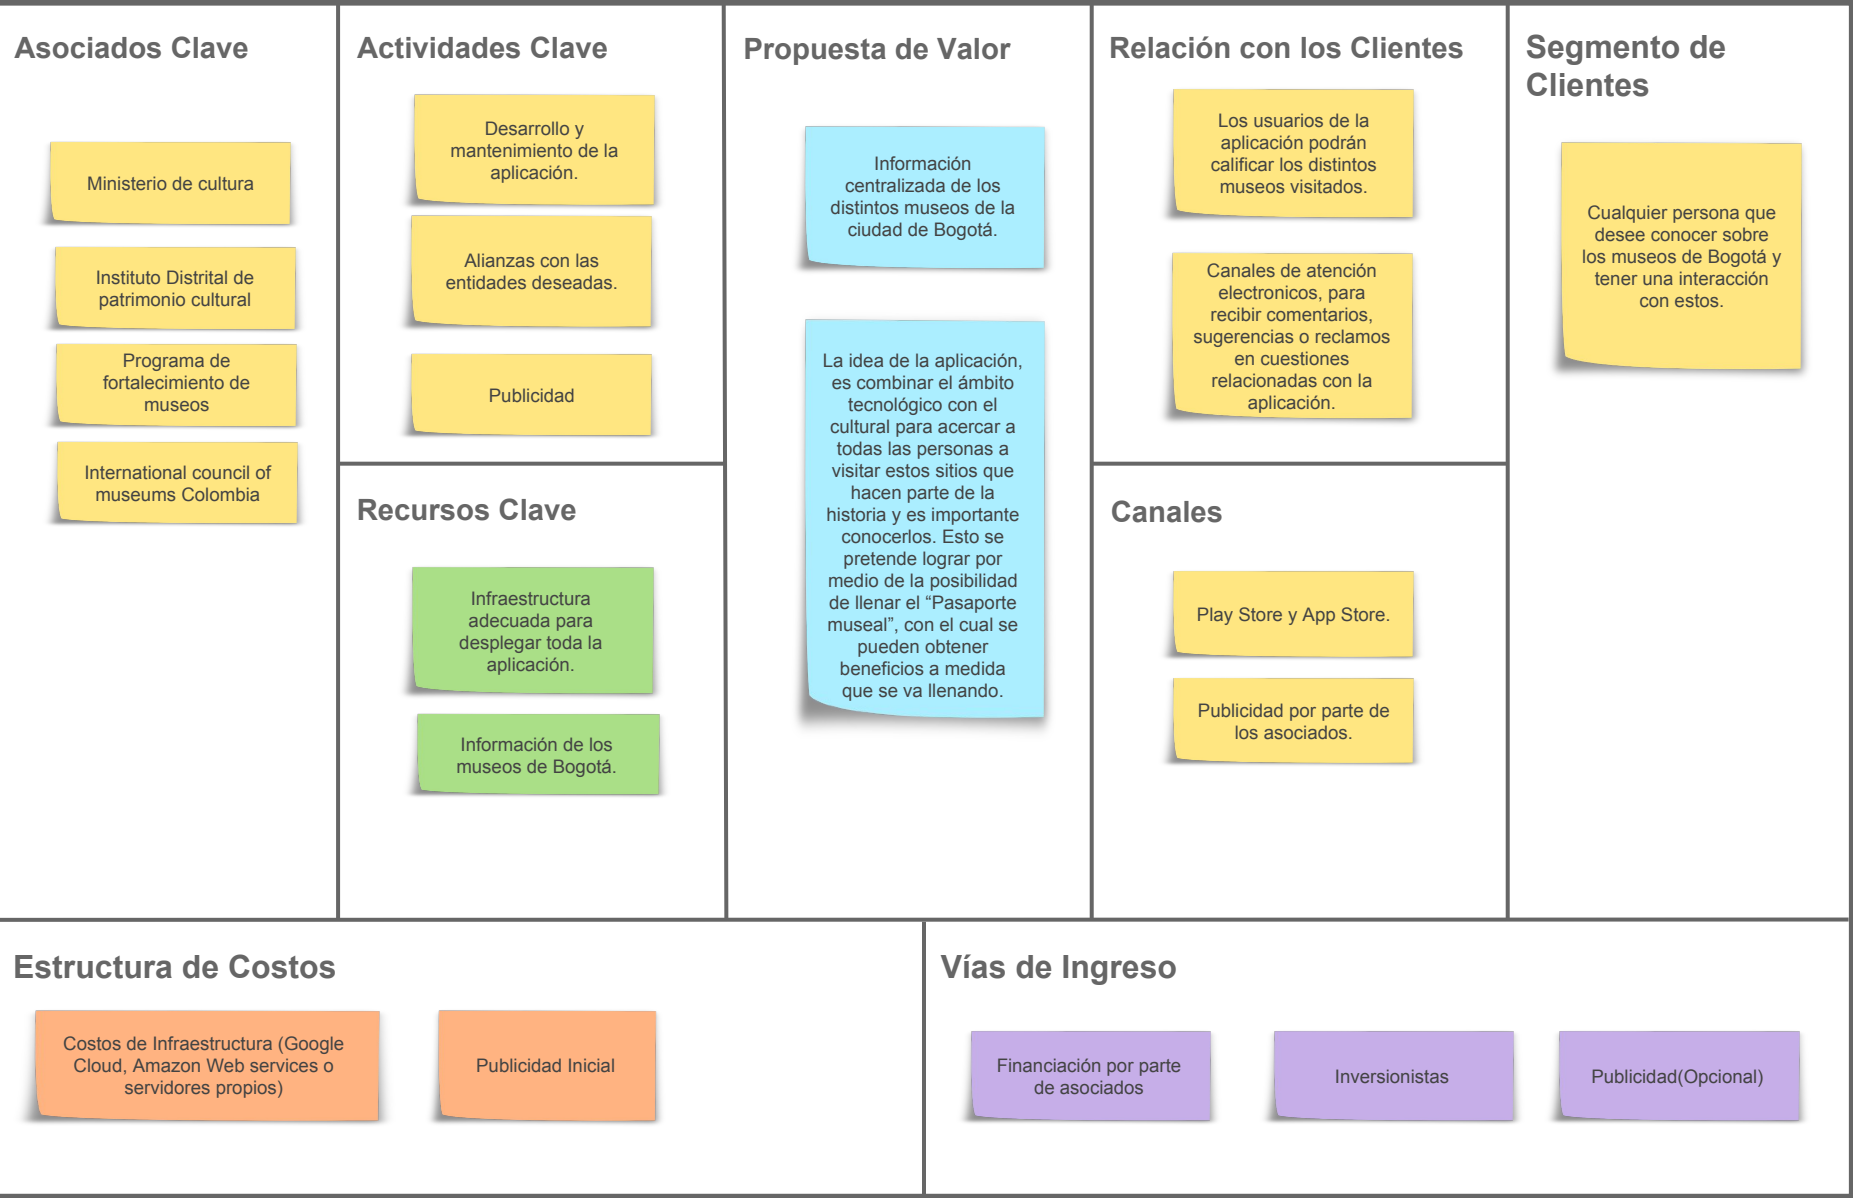 Asociados Clave
Ministerio de cultura
Instituto Distrital de
patrimonio cultural
Programa de
fortalecimiento de
museos
International council of
museums Colombia
Actividades Clave
Desarrollo y
mantenimiento de la
aplicación.
Alianzas con las
entidades deseadas.
Publicidad
Recursos Clave
Infraestructura
adecuada para
desplegar toda la
aplicación.
Información de los
museos de Bogotá.
Propuesta de Valor
Información
centralizada de los
distintos museos de la
ciudad de Bogotá.
La idea de la aplicación,
es combinar el ámbito
tecnológico con el
cultural para acercar a
todas las personas a
visitar estos sitios que
hacen parte de la
historia y es importante
conocerlos. Esto se
pretende lograr por
medio de la posibilidad
de llenar el “Pasaporte
museal”, con el cual se
pueden obtener
beneficios a medida
que se va llenando.
Relación con los Clientes
Los usuarios de la
aplicación podrán
calificar los distintos
museos visitados.
Canales de atención
electronicos, para
recibir comentarios,
sugerencias o reclamos
en cuestiones
relacionadas con la
aplicación.
Canales
Play Store y App Store.
Publicidad por parte de
los asociados.
Segmento de
Clientes
Cualquier persona que
desee conocer sobre
los museos de Bogotá y
tener una interacción
con estos.
Estructura de Costos
Costos de Infraestructura (Google
Cloud, Amazon Web services o
servidores propios)
Publicidad Inicial
Vías de Ingreso
Financiación por parte
de asociados
Inversionistas
Publicidad(Opcional)